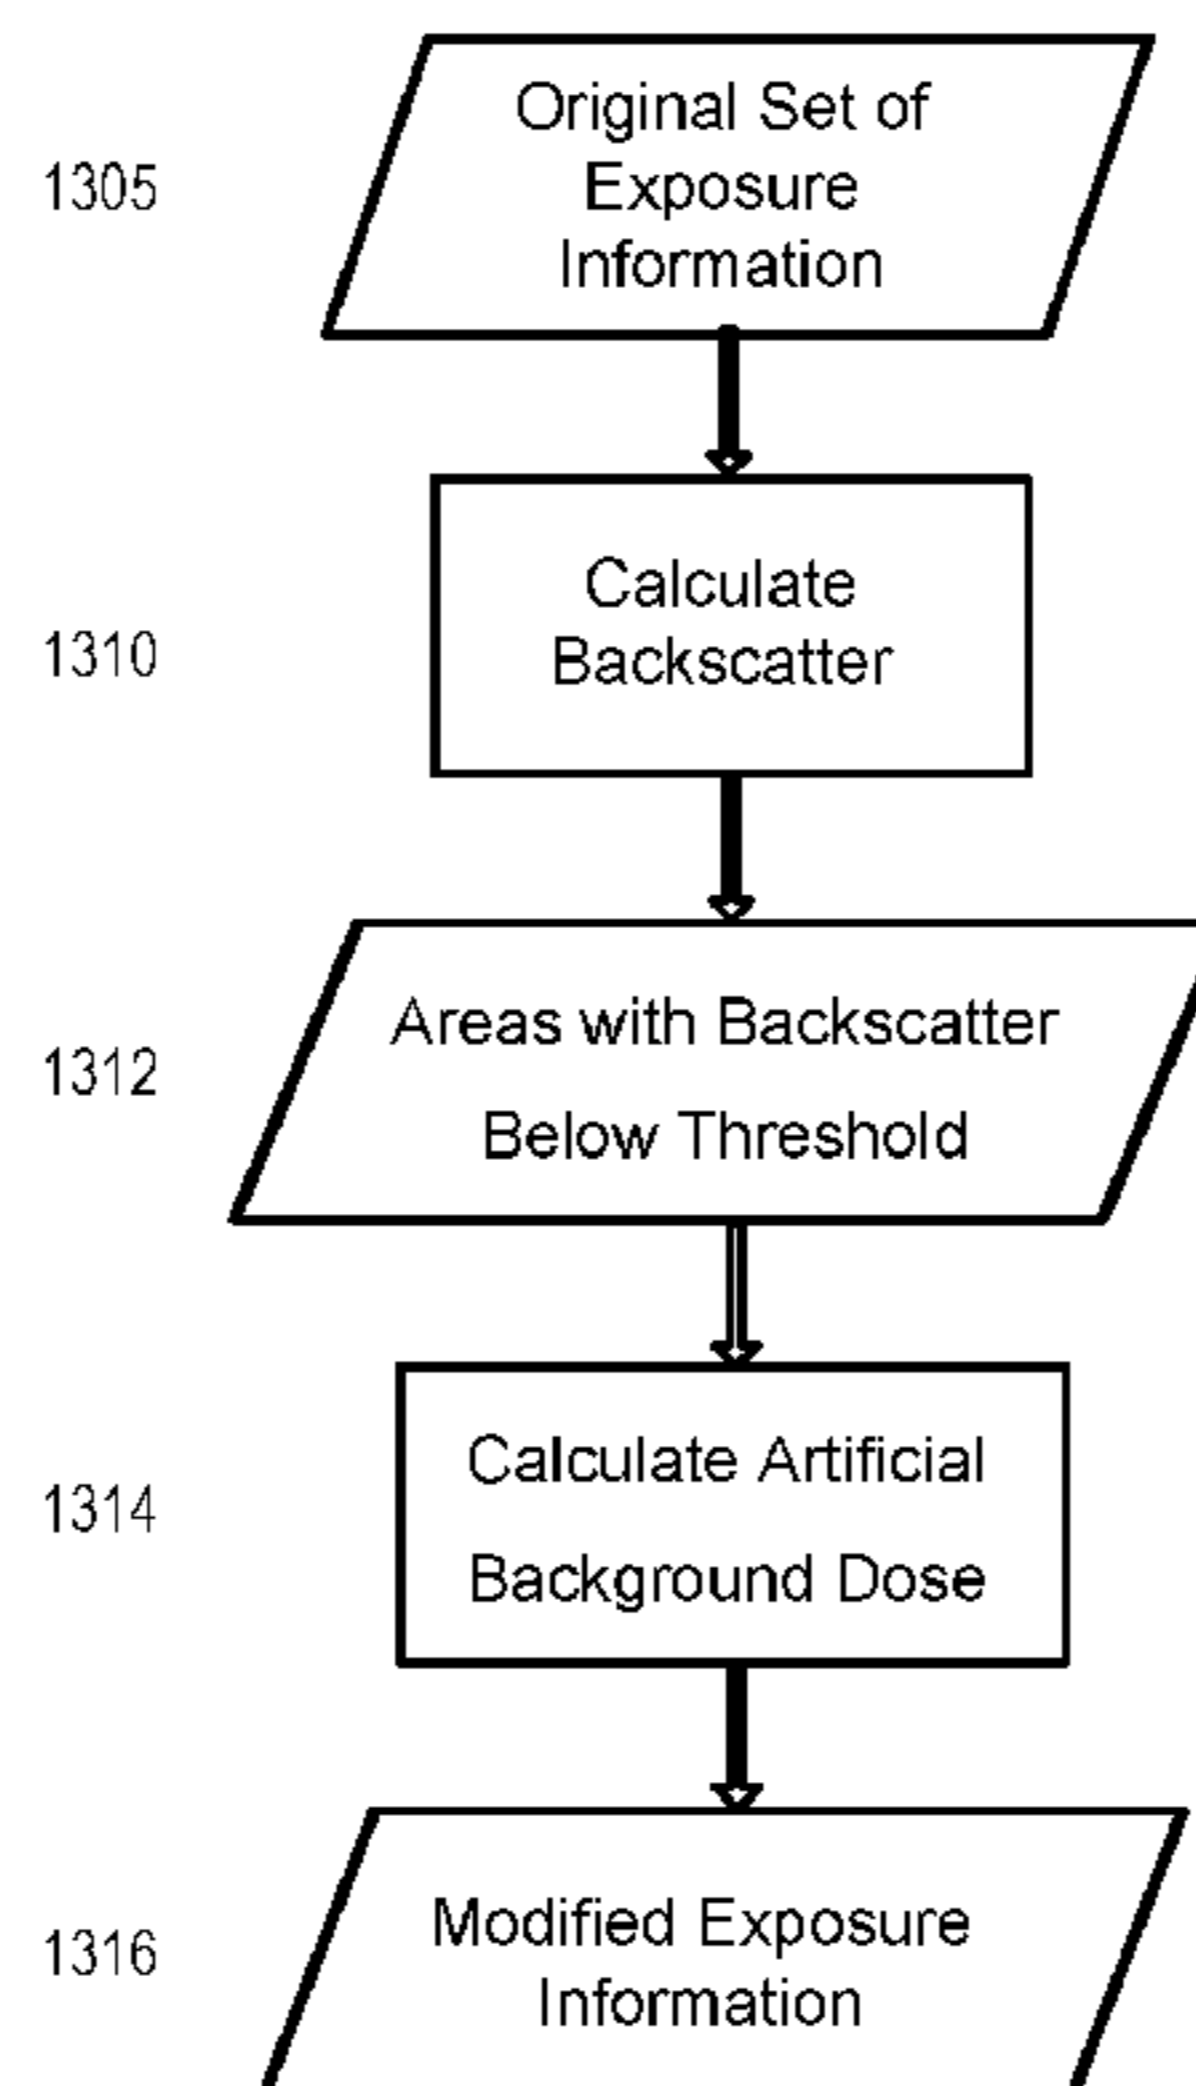 1305
Original Set of
Exposure
Information
1310
Calculate
Backscatter
1312
Areas with Backscatter
Below Threshold
1314
Calculate Artificial
Background Dose
1316
Modified Exposure
Information